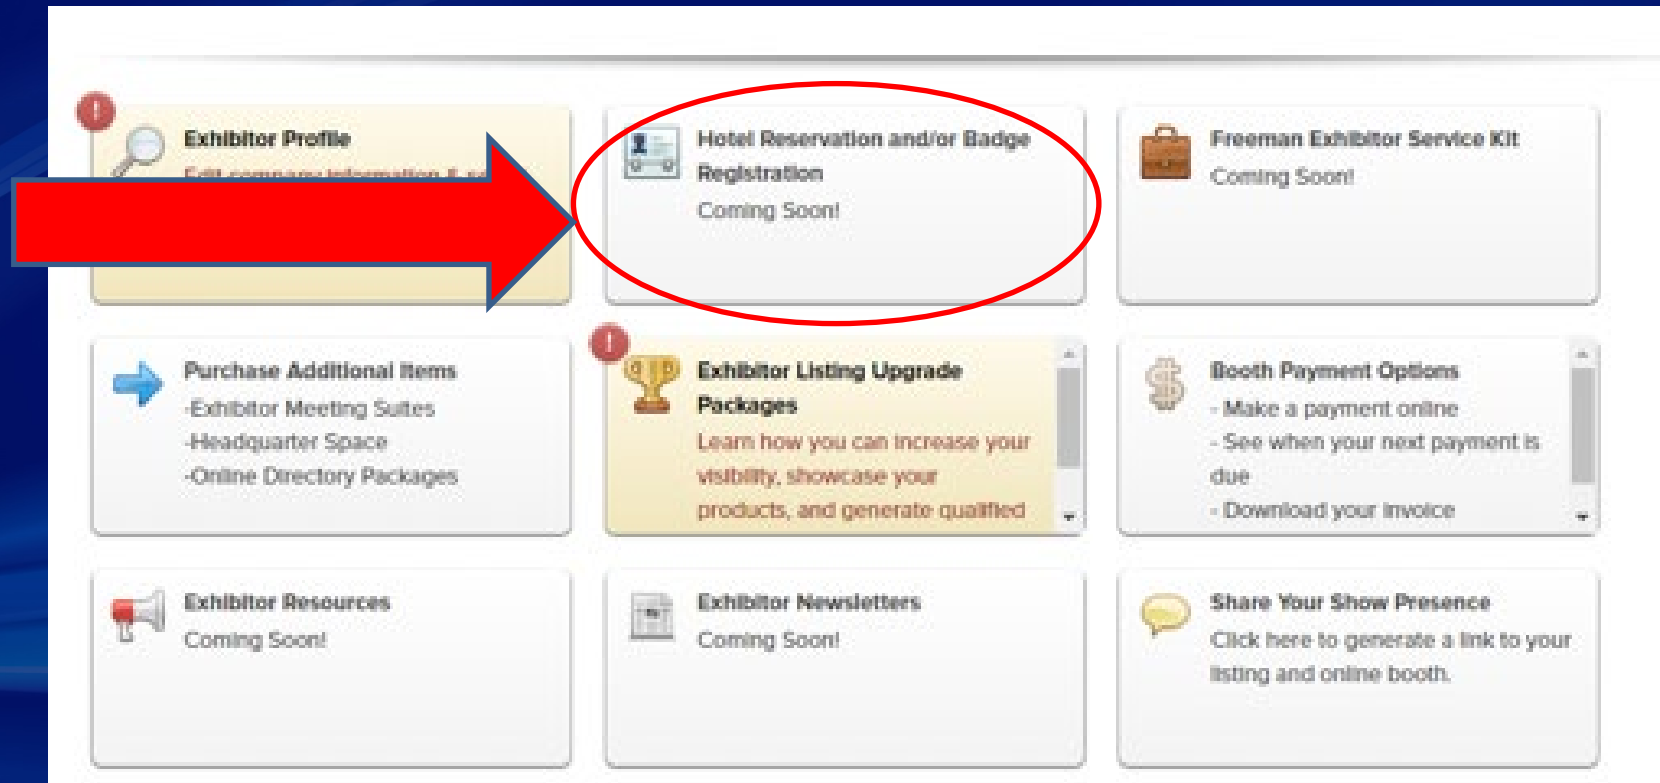 Exhibitor Profile
Edit company information &
Hotel Reservation and/or Badge
Registration
Coming Soon!
Freeman Exhibitor Service Kit
Coming Soon!
Purchase Additional Items
-Exhibitor Meeting Suites
-Headquarter Space
-Online Directory Packages
Exhibitor Listing Upgrade
Packages
Learn how you can increase your
visibility, showcase your
products, and generate qualified
Booth Payment Options
- Make a payment online
- See when your next payment is
due
- Download your invoice
Exhibitor Resources
Coming Soon!
Exhibitor Newsletters
Coming Soon!
Share Your Show Presence
Click here to generate a link to your
listing and online booth.